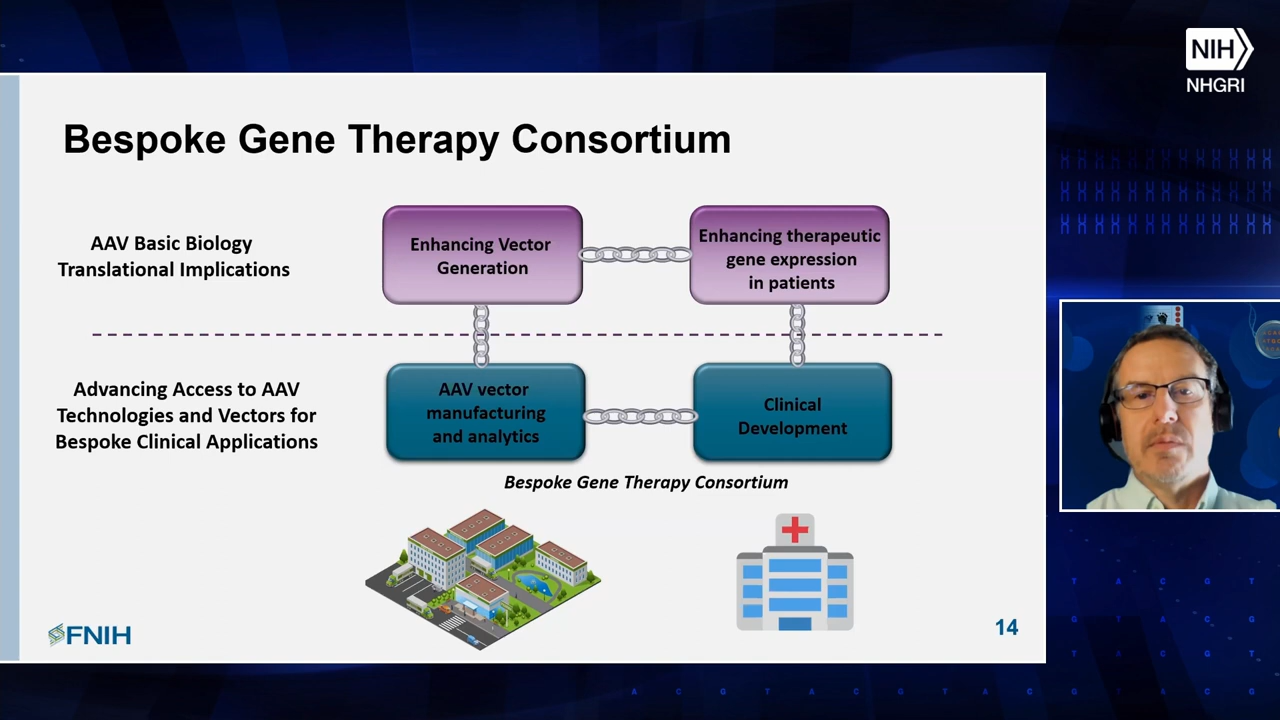 NIH
NHGRI
Bespoke Gene Therapy Consortium
AAV Basic Biology
Translational Implications
Enhancing Vector
Generation
Enhancing therapeutic
gene expression
in patients
Advancing Access to AAV
Technologies and Vectors for
Bespoke Clinical Applications
AAV vector
manufacturing
and analytics
Clinical
Development
Bespoke Gene Therapy Consortium
FNIH
14
T A C G T
G T A C G
T A C G T
A C G T A C G T A C G T A C G T A C G